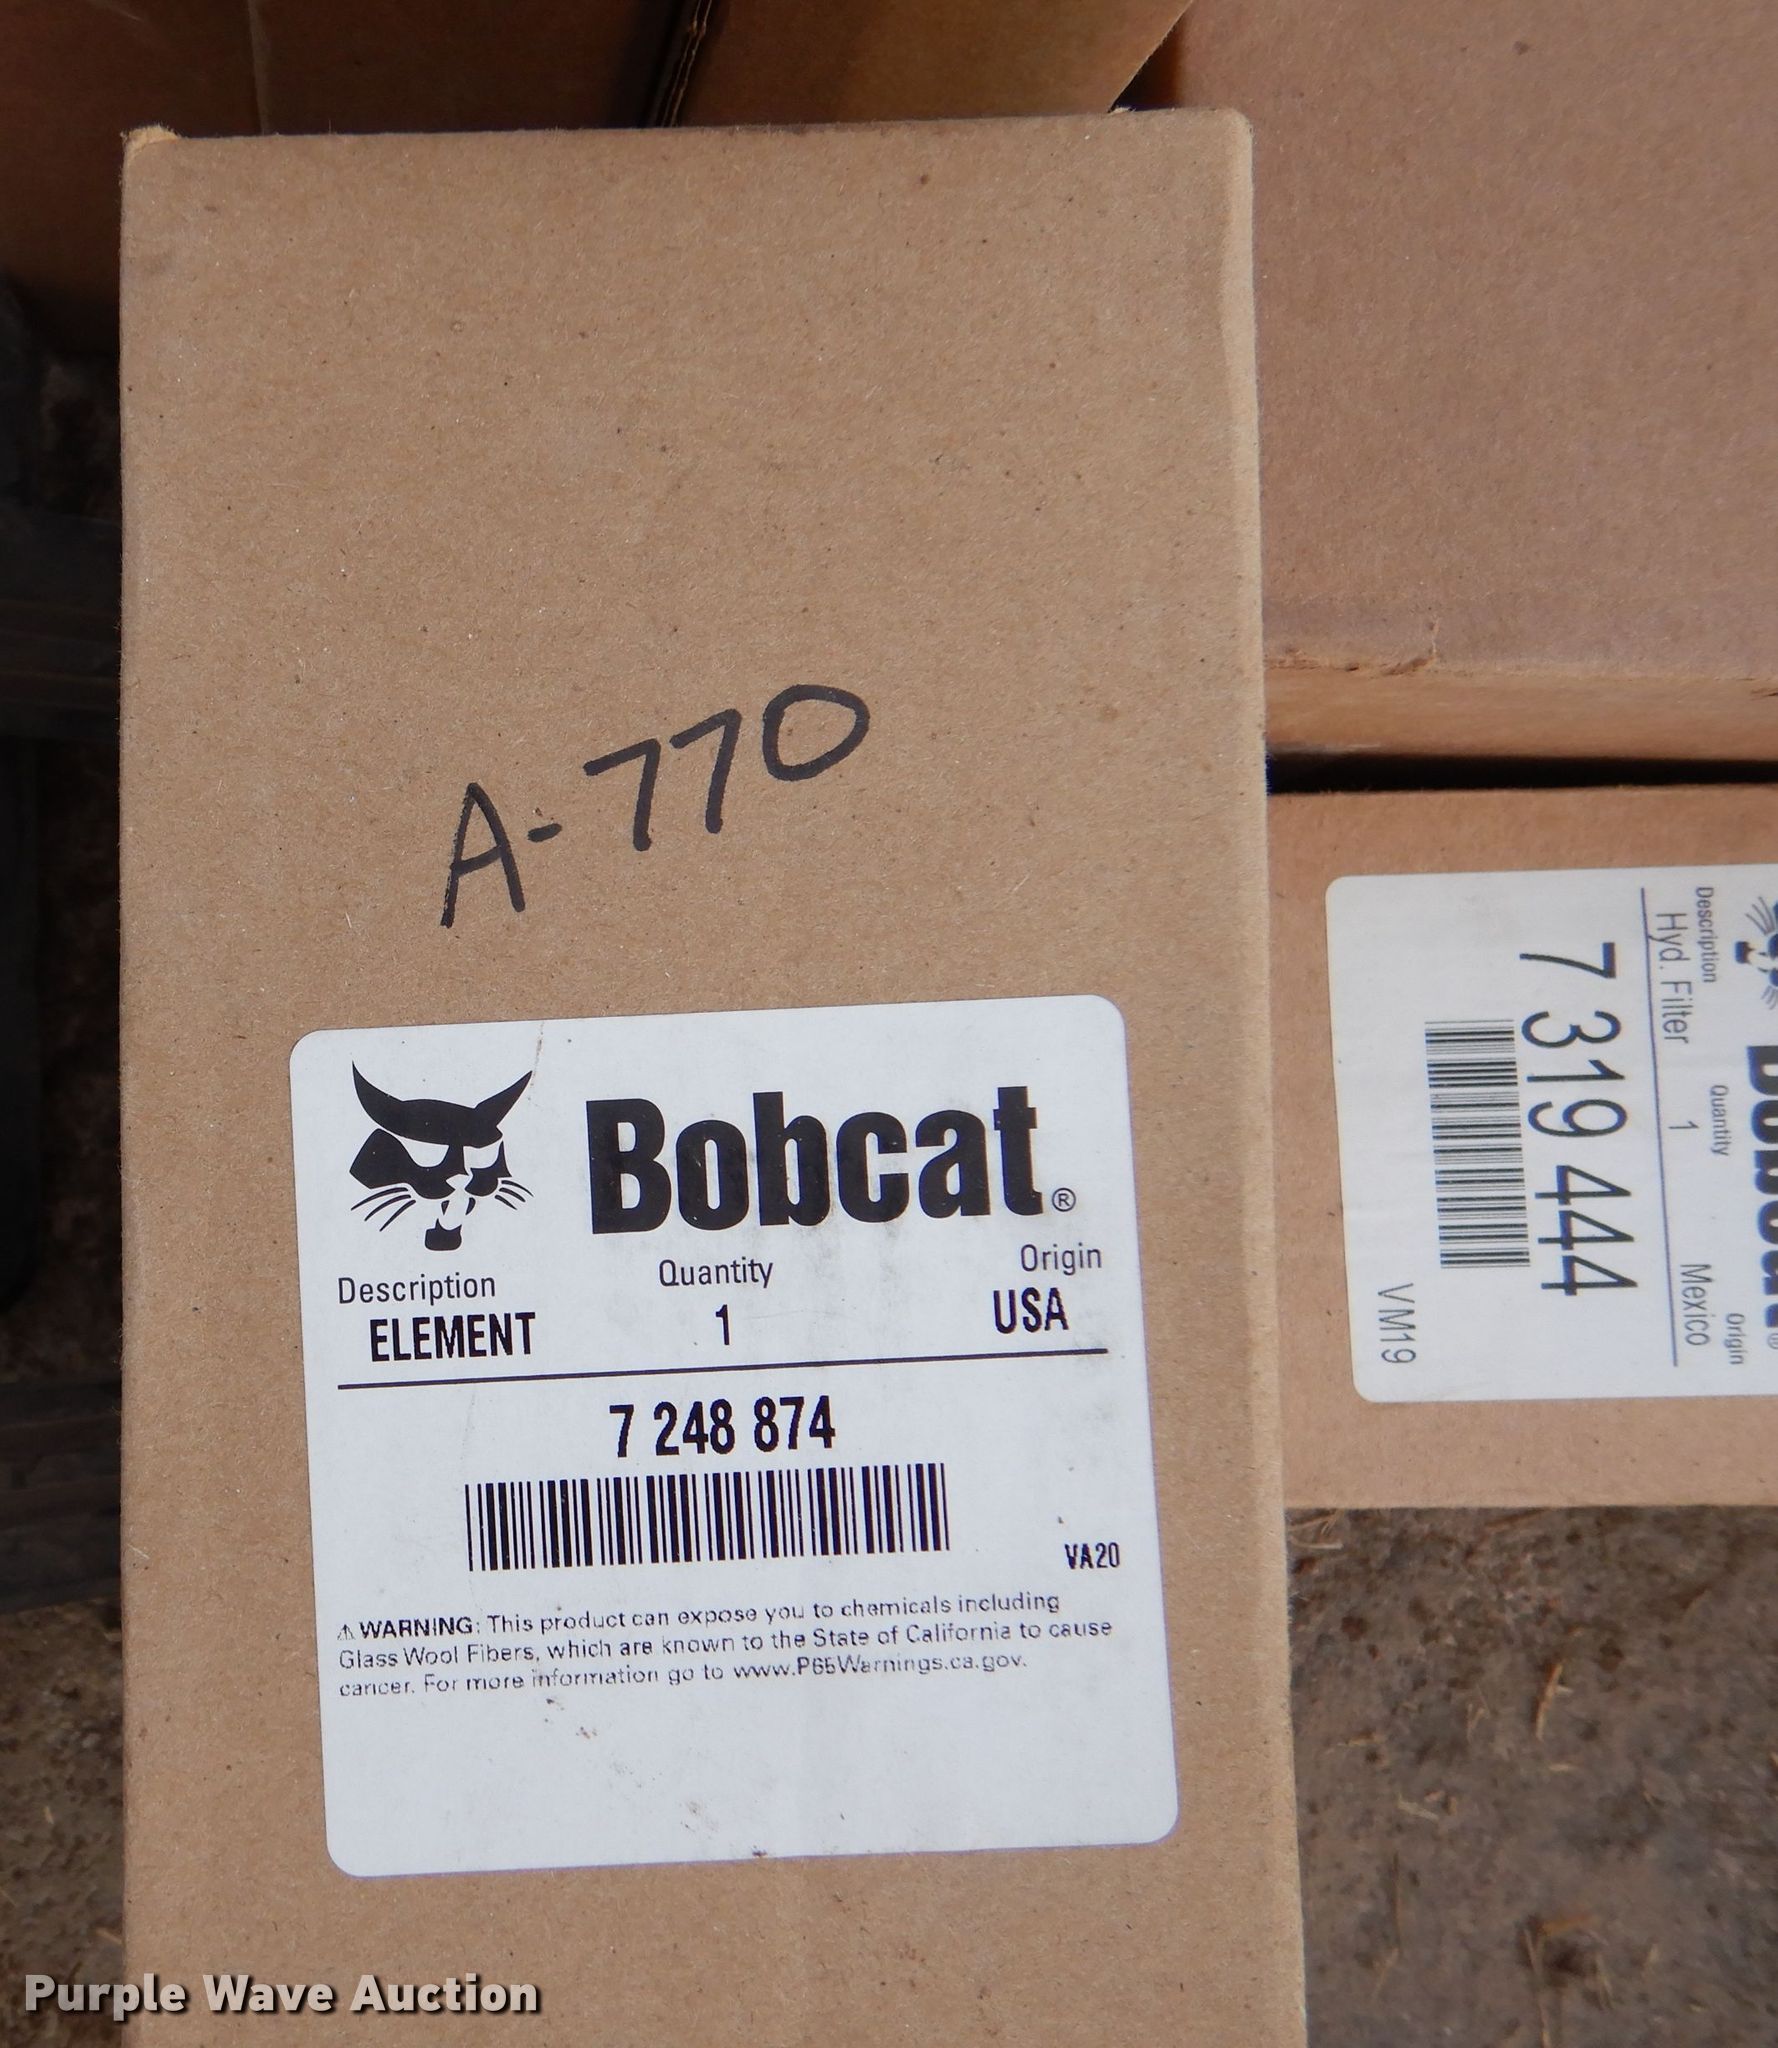 A-770
Bobcat®
Description Quantity Origin
ELEMENT 1 USA
7 248 874
VA20
⚠ WARNING: This product can expose you to chemicals including
Glass Wool Fibers, which are known to the State of California to cause
cancer. For more information go to www.P65Warnings.ca.gov.
Bobcat®
Description Quantity Origin
Hyd. Filter 1 Mexico
7 319 444
VM19
Purple Wave Auction